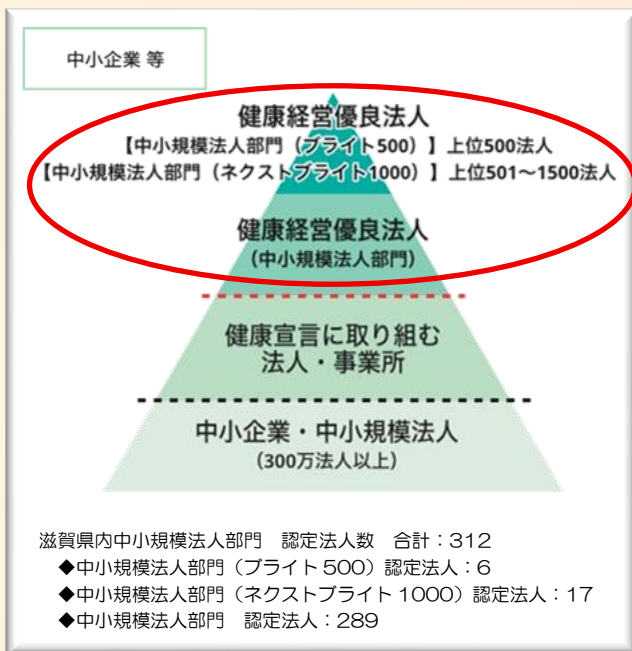 中小企業 等
健康経営優良法人
【中小規模法人部門（ブライト500）】上位500法人
【中小規模法人部門（ネクストブライト1000）】上位501～1500法人
健康経営優良法人
(中小規模法人部門)
健康宣言に取り組む
法人・事業所
中小企業・中小規模法人
(300万法人以上)
滋賀県内中小規模法人部門　認定法人数　合計：312
◆中小規模法人部門（ブライト500）認定法人：6
◆中小規模法人部門（ネクストブライト1000）認定法人：17
◆中小規模法人部門　認定法人：289